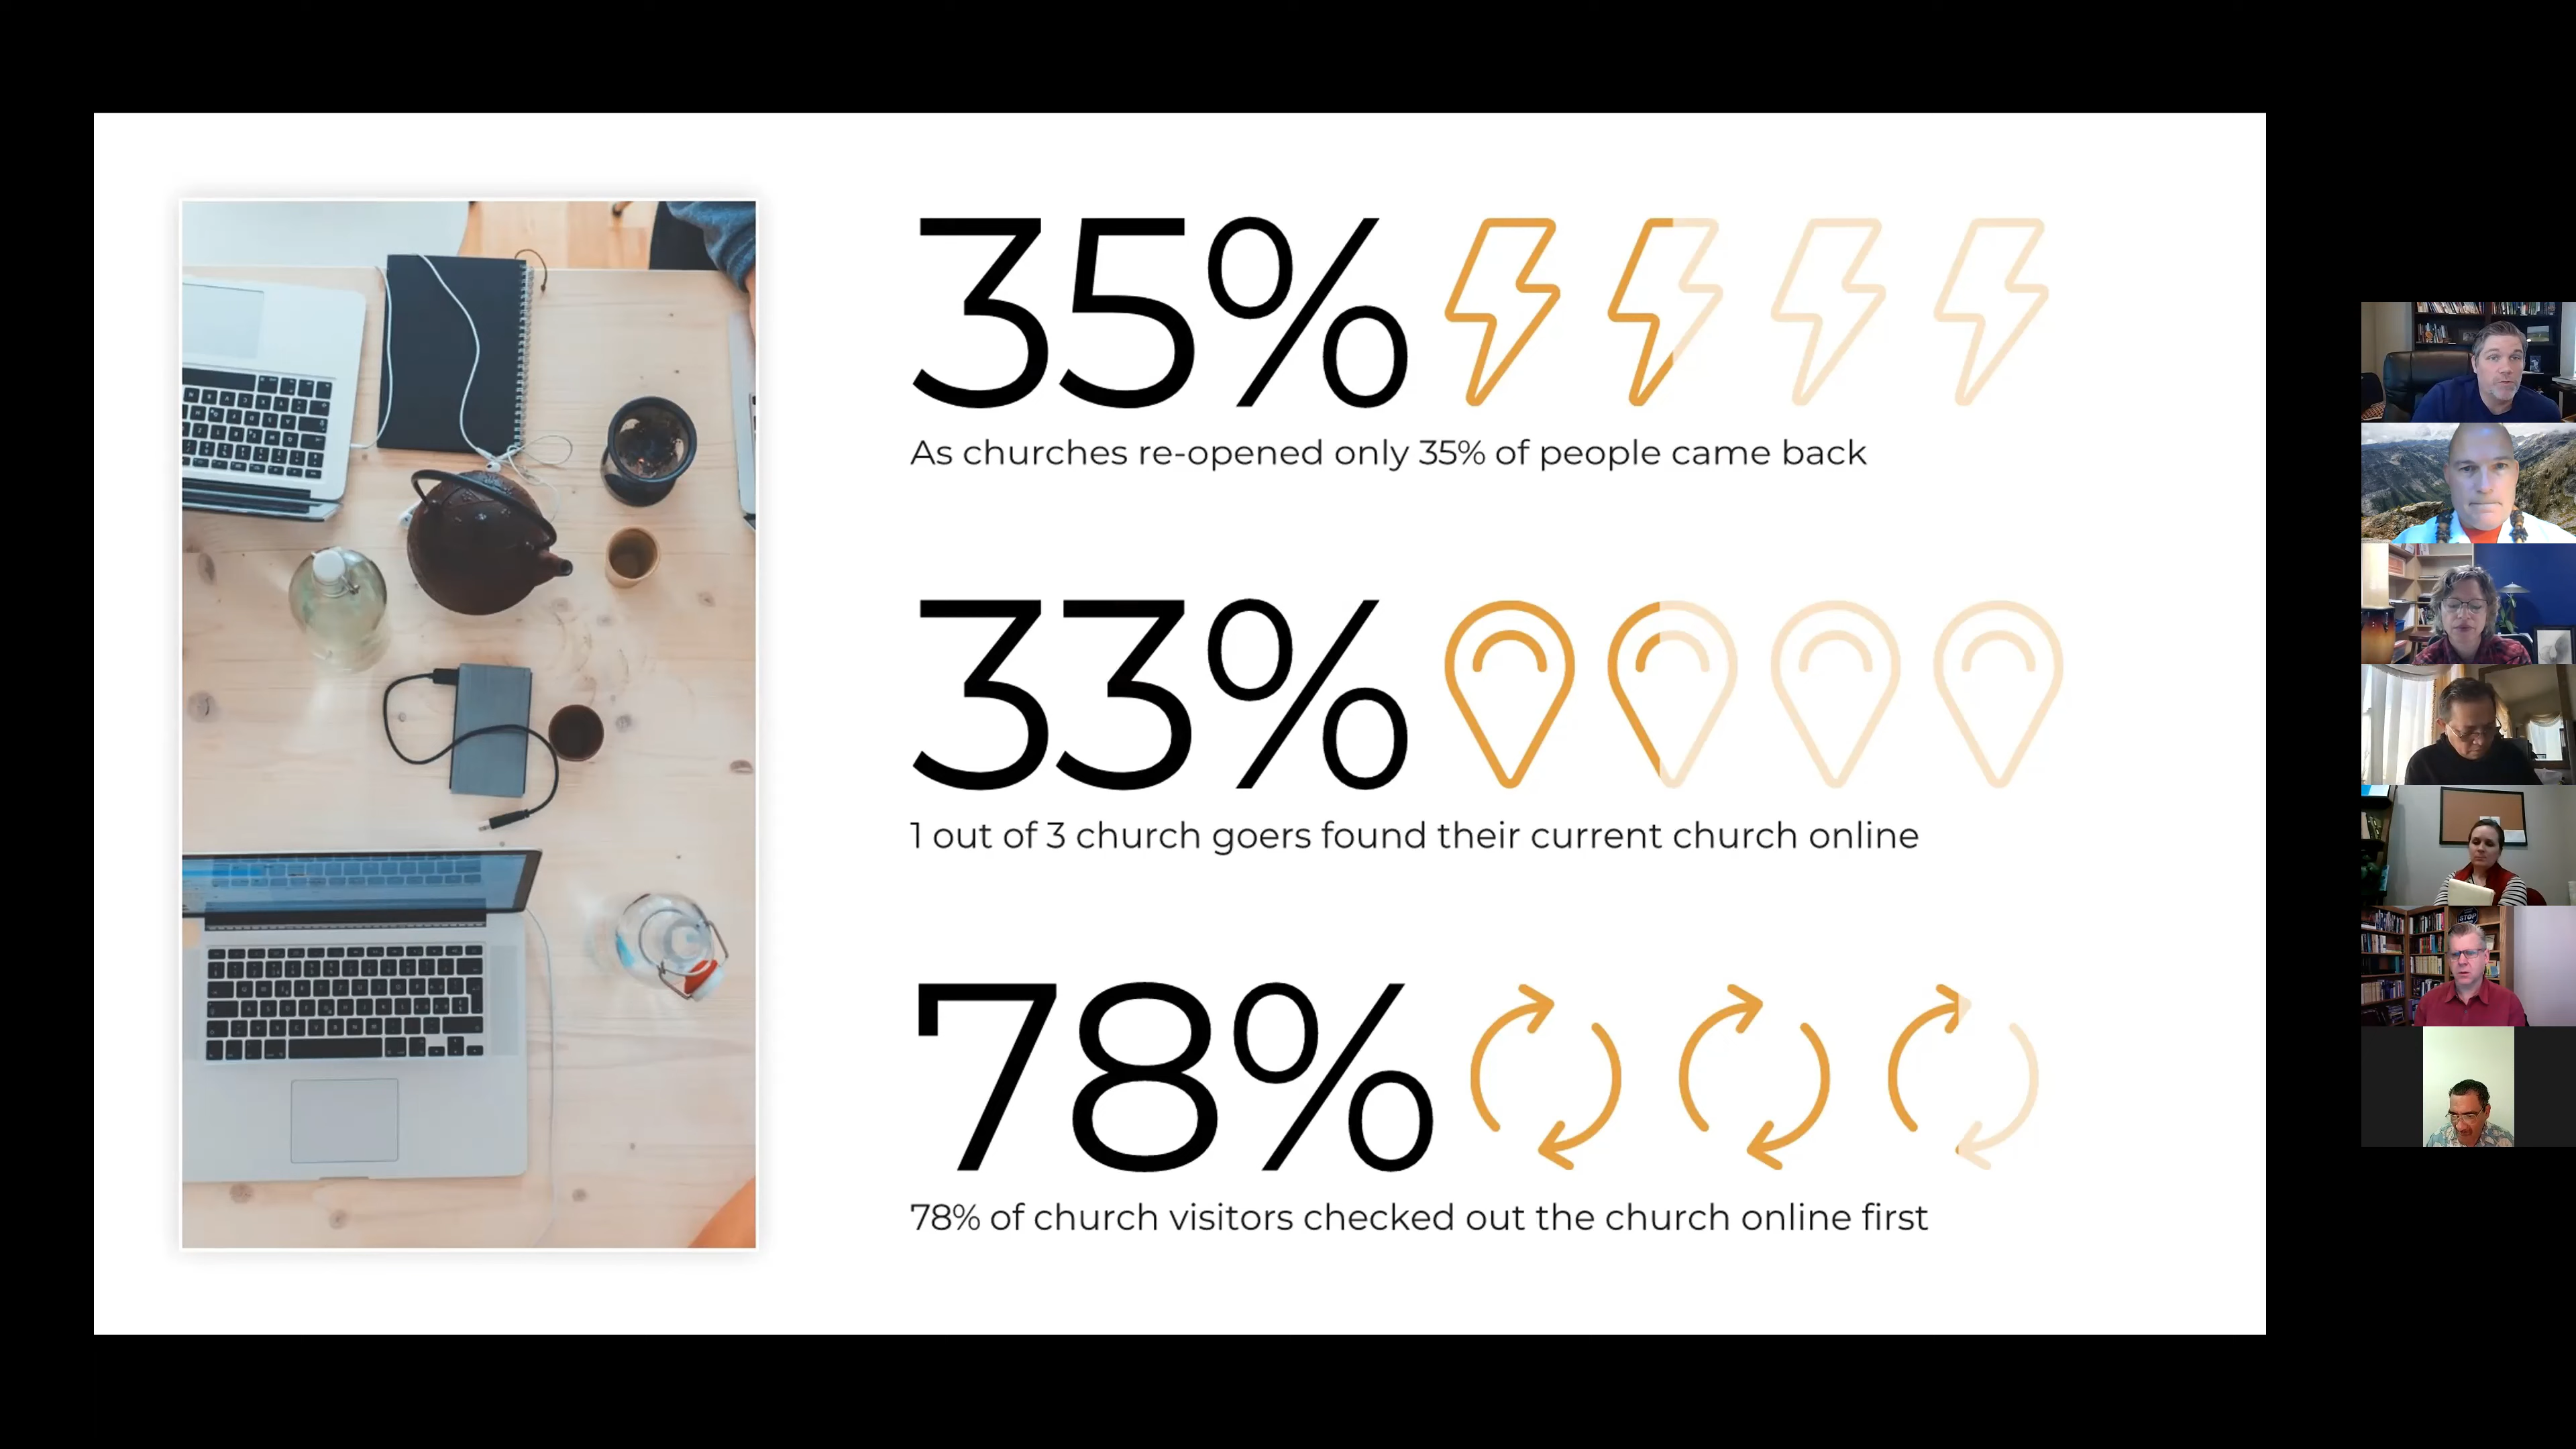 35%
As churches re-opened only 35% of people came back
33%
1 out of 3 church goers found their current church online
78%
78% of church visitors checked out the church online first
STOP